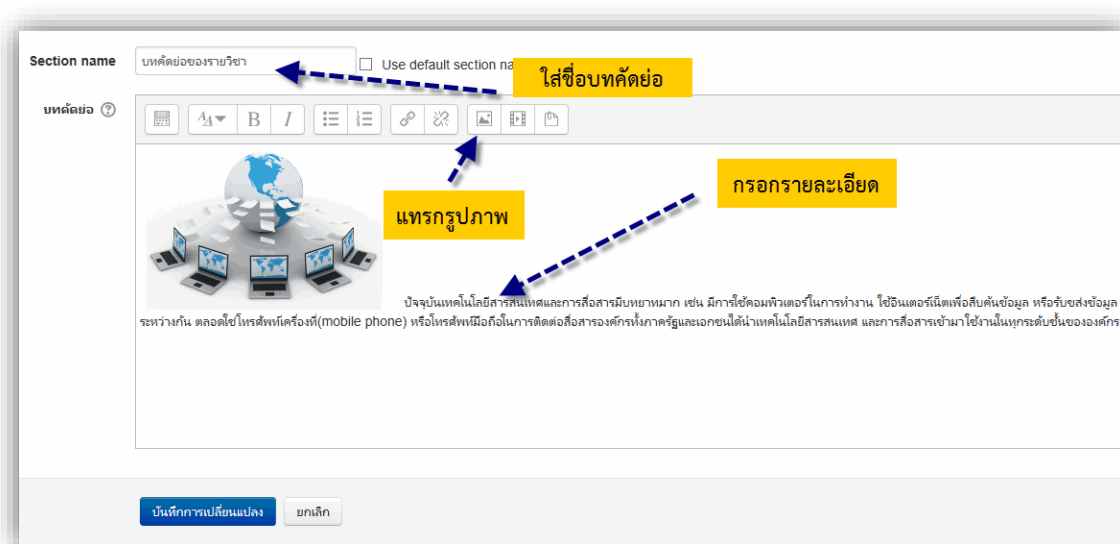 Section name
บทคัดย่อของรายวิชา
Use default section na
ใส่ชื่อบทคัดย่อ
บทคัดย่อ
B I
แทรกรูปภาพ
กรอกรายละเอียด
ปัจจุบันเทคโนโลยีสารสนเทศและการสื่อสารมีบทยาทมาก เช่น มีการใช้คอมพิวเตอร์ในการทำงาน ใช้อินเตอร์เน็ตเพื่อสืบค้นข้อมูล หรือรับขส่งข้อมูล
ระหว่างกัน ตลอดใช่โทรศัพท์เครื่องที่(mobile phone) หรือโทรศัพท์มือถือในการติดต่อสื่อสารองค์กรทั้งภาครัฐและเอกชนได้นำเทคโนโลยีสารสนเทศ และการสื่อสารเข้ามาใช้งานในทุกระดับชั้นขององค์กร
บันทึกการเปลี่ยนแปลง
ยกเลิก